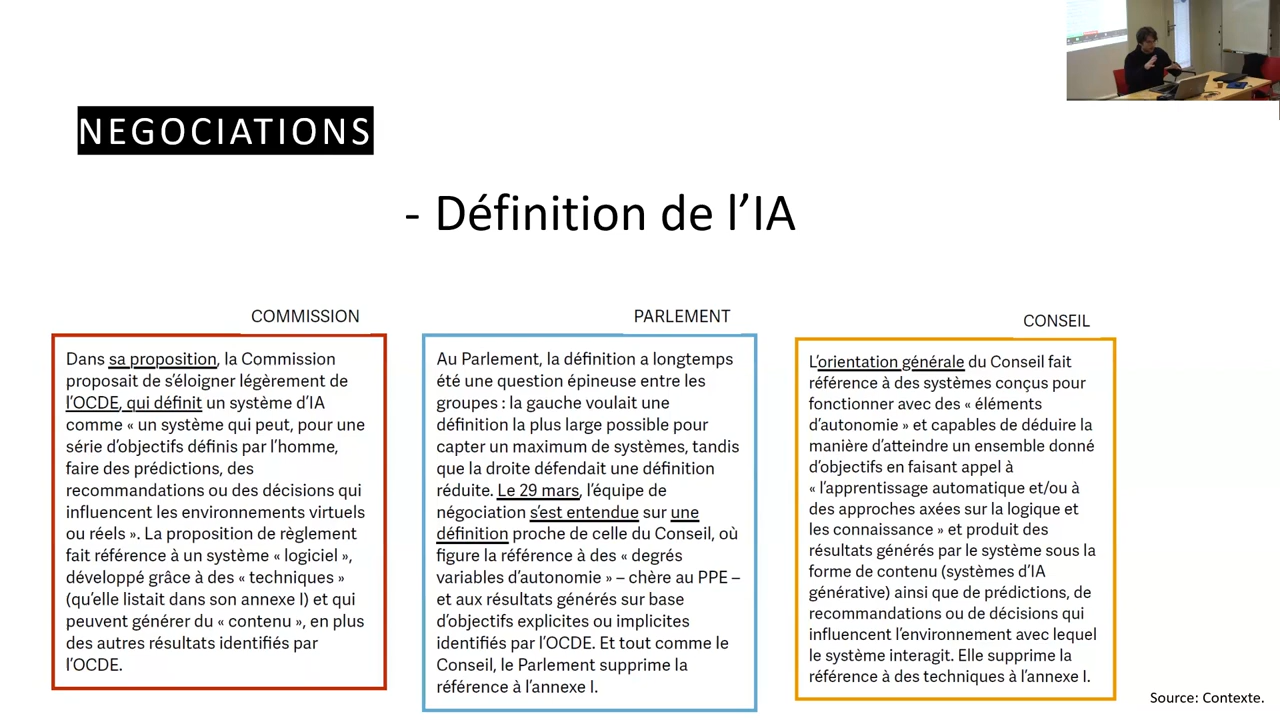 NEGOCIATIONS
- Définition de l’IA
COMMISSION
Dans sa proposition, la Commission
proposait de s’éloigner légèrement de
l’OCDE, qui définit un système d’IA
comme « un système qui peut, pour une
série d’objectifs définis par l’homme,
faire des prédictions, des
recommandations ou des décisions qui
influencent les environnements virtuels
ou réels ». La proposition de règlement
fait référence à un système « logiciel »,
développé grâce à des « techniques »
(qu’elle listait dans son annexe I) et qui
peuvent générer du « contenu », en plus
des autres résultats identifiés par
l’OCDE.
PARLEMENT
Au Parlement, la définition a longtemps
été une question épineuse entre les
groupes : la gauche voulait une
définition la plus large possible pour
capter un maximum de systèmes, tandis
que la droite défendait une définition
réduite. Le 29 mars, l’équipe de
négociation s’est entendue sur une
définition proche de celle du Conseil, où
figure la référence à des « degrés
variables d’autonomie » – chère au PPE –
et aux résultats générés sur base
d’objectifs explicites ou implicites
identifiés par l’OCDE. Et tout comme le
Conseil, le Parlement supprime la
référence à l’annexe I.
CONSEIL
L’orientation générale du Conseil fait
référence à des systèmes conçus pour
fonctionner avec des « éléments
d’autonomie » et capables de déduire la
manière d’atteindre un ensemble donné
d’objectifs en faisant appel à
« l’apprentissage automatique et/ou à
des approches axées sur la logique et
les connaissance » et produit des
résultats générés par le système sous la
forme de contenu (systèmes d’IA
générative) ainsi que de prédictions, de
recommandations ou de décisions qui
influencent l’environnement avec lequel
le système interagit. Elle supprime la
référence à des techniques à l’annexe I.
Source: Contexte.